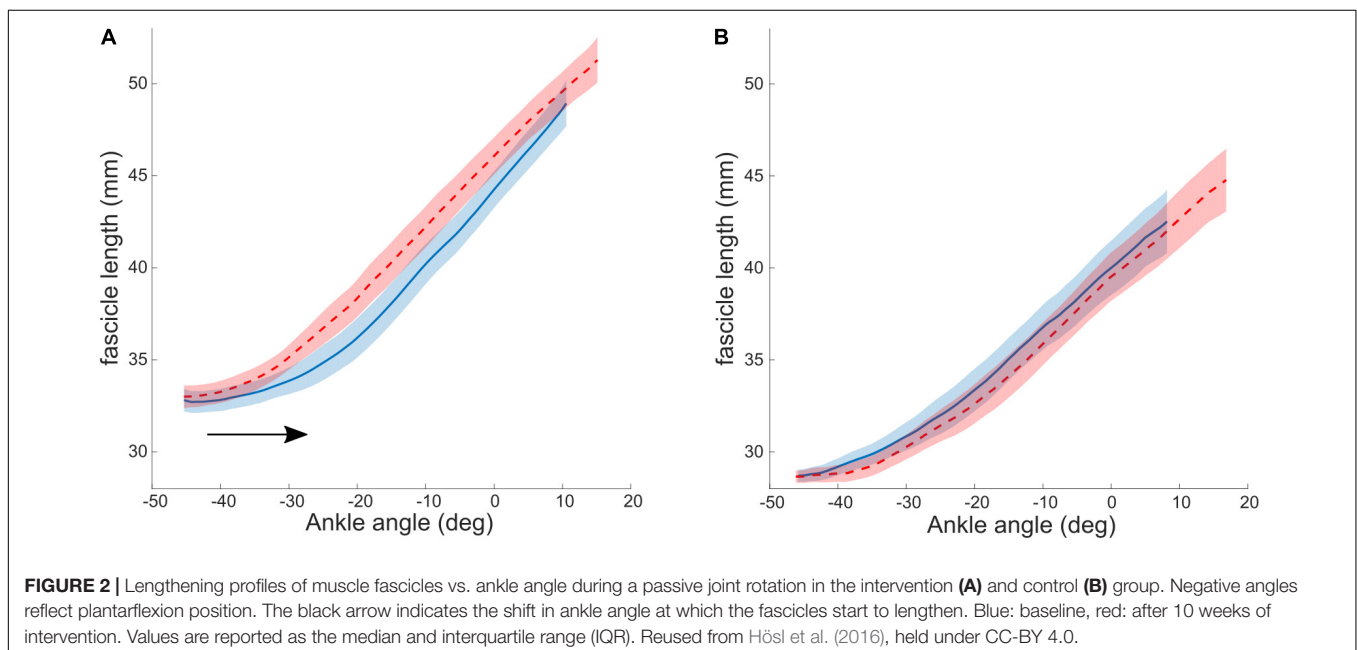 A
B
50
45
35
30
fascicle length (mm)
-50 -40 -30 -20 -10 0 10 20
Ankle angle (deg)
50
45
40
35
30
fascicle length (mm)
-50 -40 -30 -20 -10 0 10 20
Ankle angle (deg)
FIGURE 2 | Lengthening profiles of muscle fascicles vs. ankle angle during a passive joint rotation in the intervention (A) and control (B) group. Negative angles
reflect plantarflexion position. The black arrow indicates the shift in ankle angle at which the fascicles start to lengthen. Blue: baseline, red: after 10 weeks of
intervention. Values are reported as the median and interquartile range (IQR). Reused from Hösl et al. (2016), held under CC-BY 4.0.